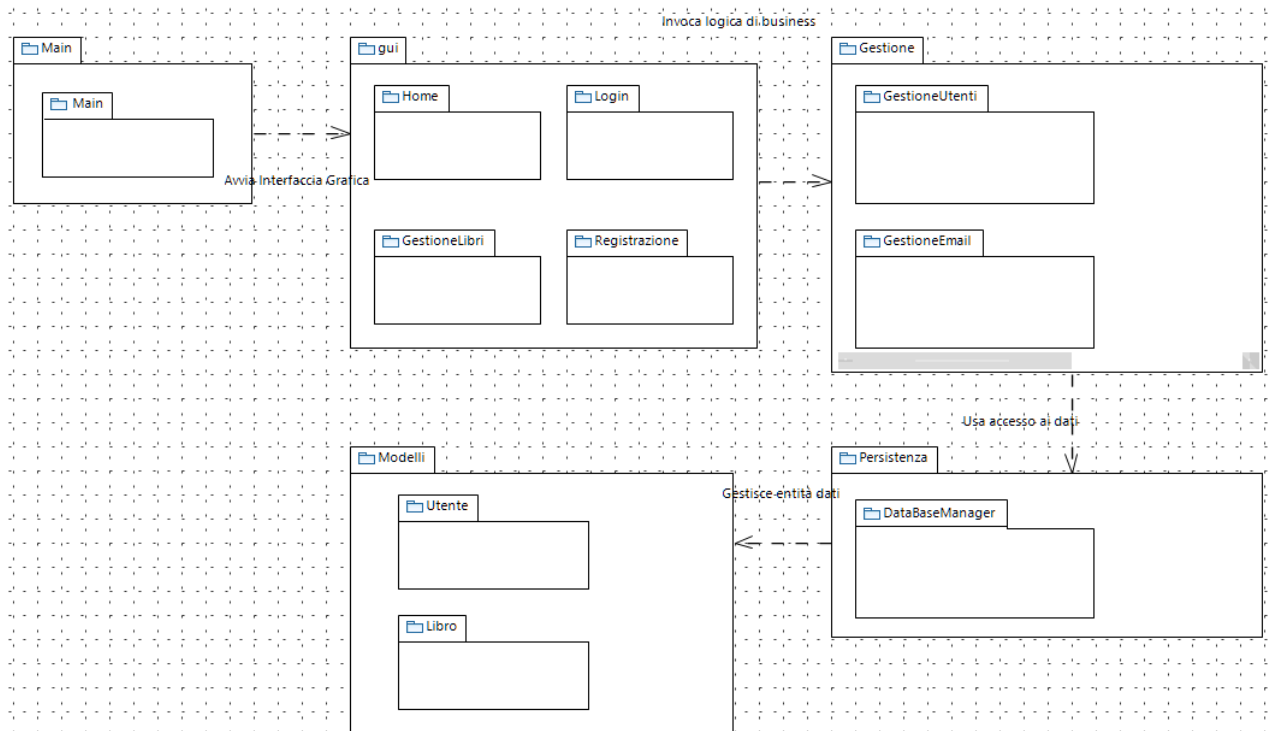 Invoca logica di business
Main
gui
Gestione
Main
Home
Login
GestioneUtenti
Avvia Interfaccia Grafica
GestioneLibri
Registrazione
GestioneEmail
Usa accesso ai dati
Modelli
Persistenza
Gestisce entità dati
Utente
DataBaseManager
Libro